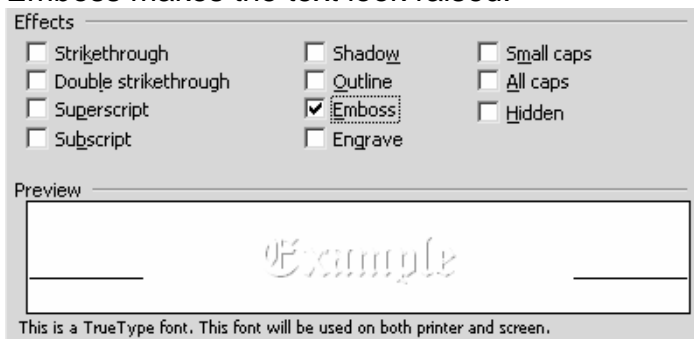 Emboss makes the text look raised.
Effects
Strikethrough Shadow Small caps
Double strikethrough Outline All caps
Superscript Emboss Hidden
Subscript Engrave
Preview
Example
This is a TrueType font. This font will be used on both printer and screen.